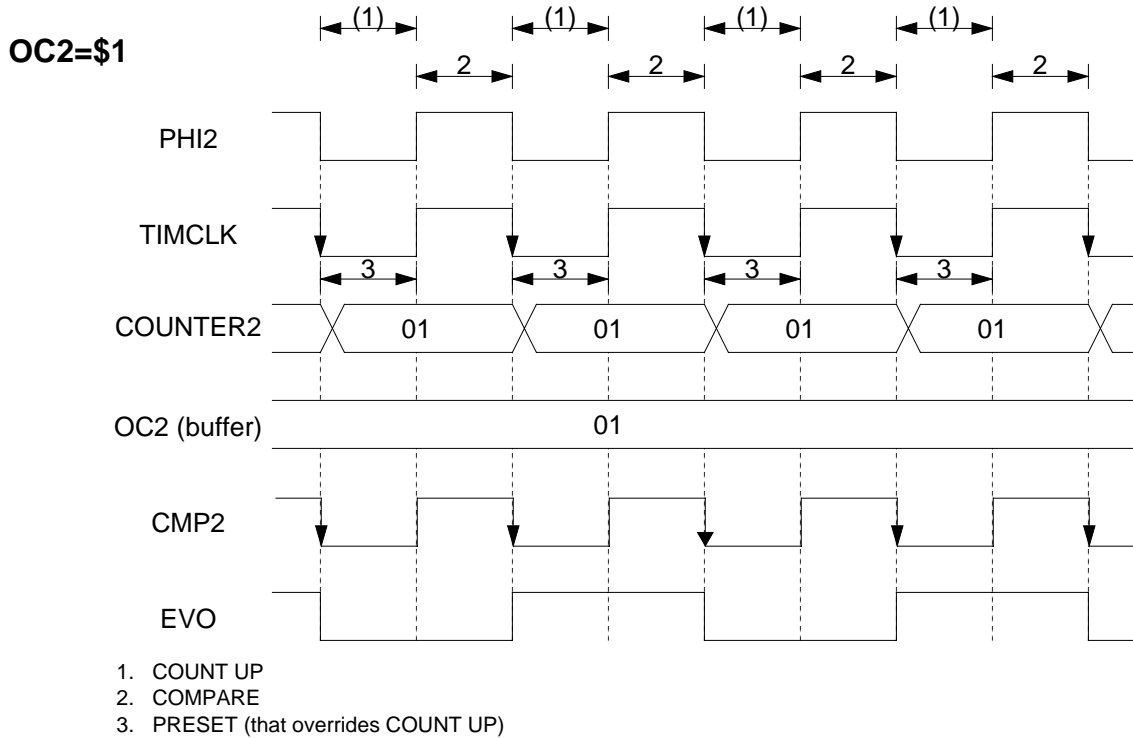 (1) (1) (1) (1)
OC2=$1
2 2 2 2
PHI2
TIMCLK
3 3 3 3
COUNTER2 01 01 01 01
OC2 (buffer) 01
CMP2
EVO
1. COUNT UP
2. COMPARE
3. PRESET (that overrides COUNT UP)